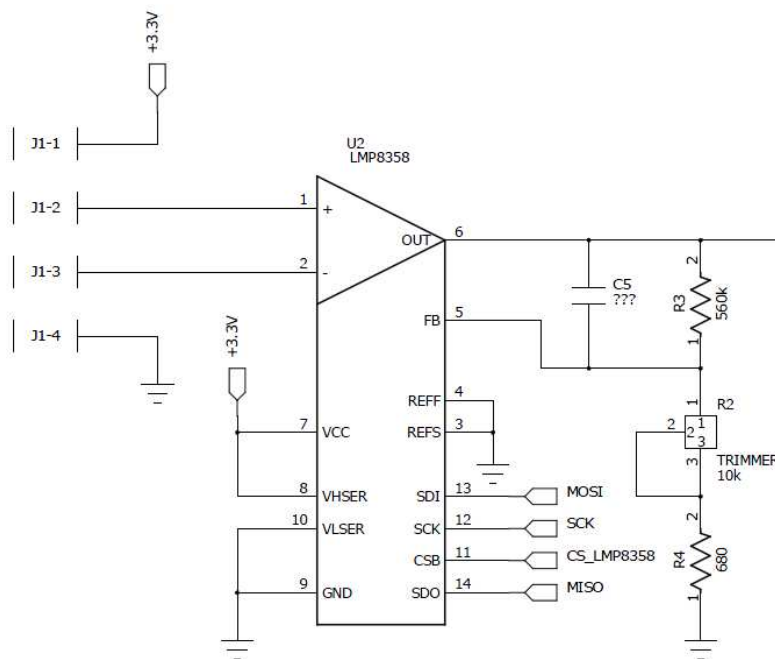 +3.3V
J1-1
J1-2
J1-3
J1-4
+3.3V
U2
LMP8358
1
+
2
-
OUT
6
FB
5
REFF
4
REFS
3
7
VCC
8
VHSER
10
VLSER
9
GND
SDI
13
MOSI
SCK
12
SCK
CSB
11
CS_LMP8358
SDO
14
MISO
C5
???
2
R3
560k
1
1
R2
2
1
2
3
TRIMMER
10k
3
2
R4
680
1